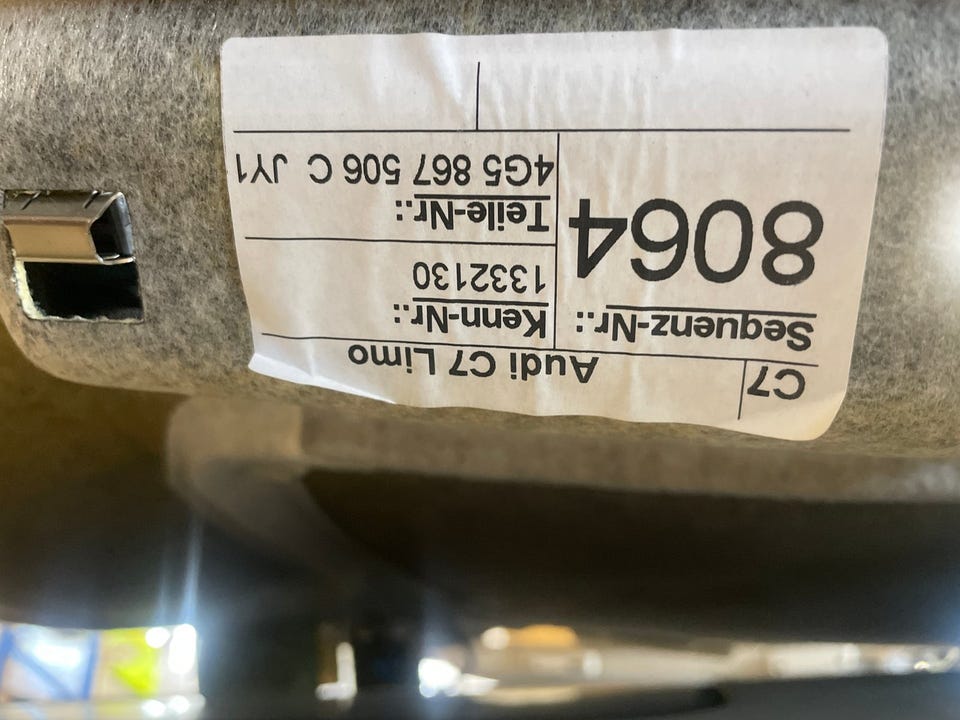 C7
Audi C7 Limo
Sequenz-Nr.:
8064
Kenn-Nr.:
1332130
Teile-Nr.:
4G5 867 506 C JY1